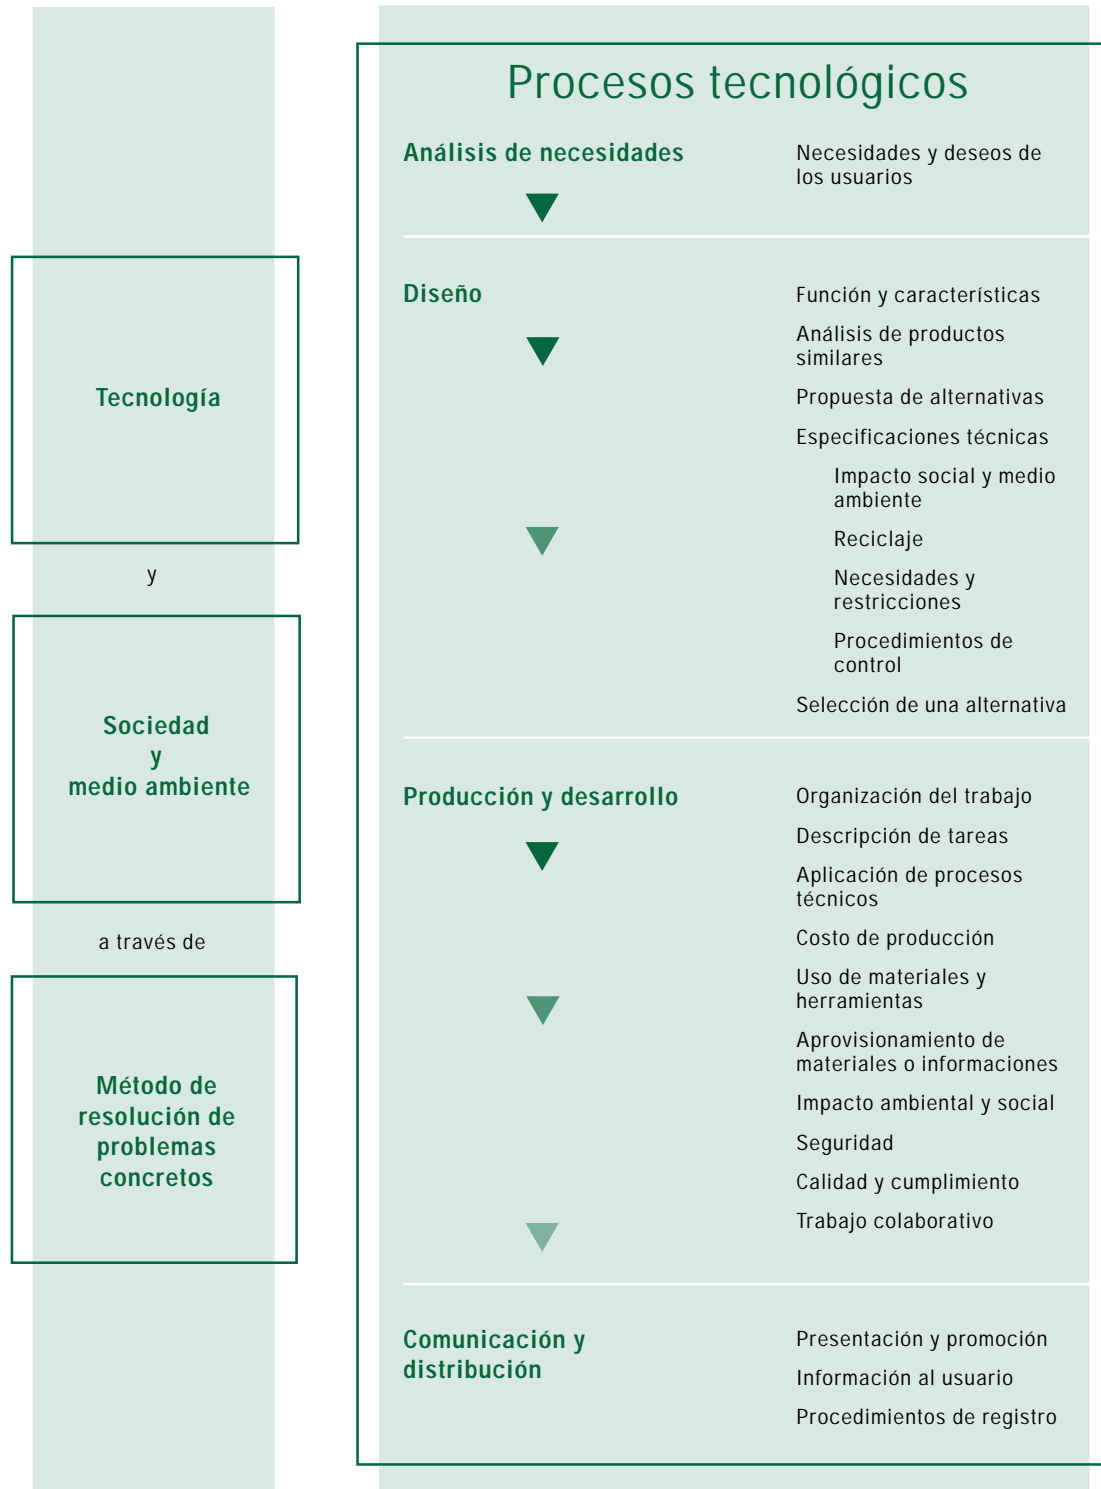 Tecnología
y
Sociedad
y
medio ambiente
a través de
Método de
resolución de
problemas
concretos
Procesos tecnológicos
Análisis de necesidades
Necesidades y deseos de
los usuarios
Diseño
Función y características
Análisis de productos
similares
Propuesta de alternativas
Especificaciones técnicas
Impacto social y medio
ambiente
Reciclaje
Necesidades y
restricciones
Procedimientos de
control
Selección de una alternativa
Producción y desarrollo
Organización del trabajo
Descripción de tareas
Aplicación de procesos
técnicos
Costo de producción
Uso de materiales y
herramientas
Aprovisionamiento de
materiales o informaciones
Impacto ambiental y social
Seguridad
Calidad y cumplimiento
Trabajo colaborativo
Comunicación y
distribución
Presentación y promoción
Información al usuario
Procedimientos de registro